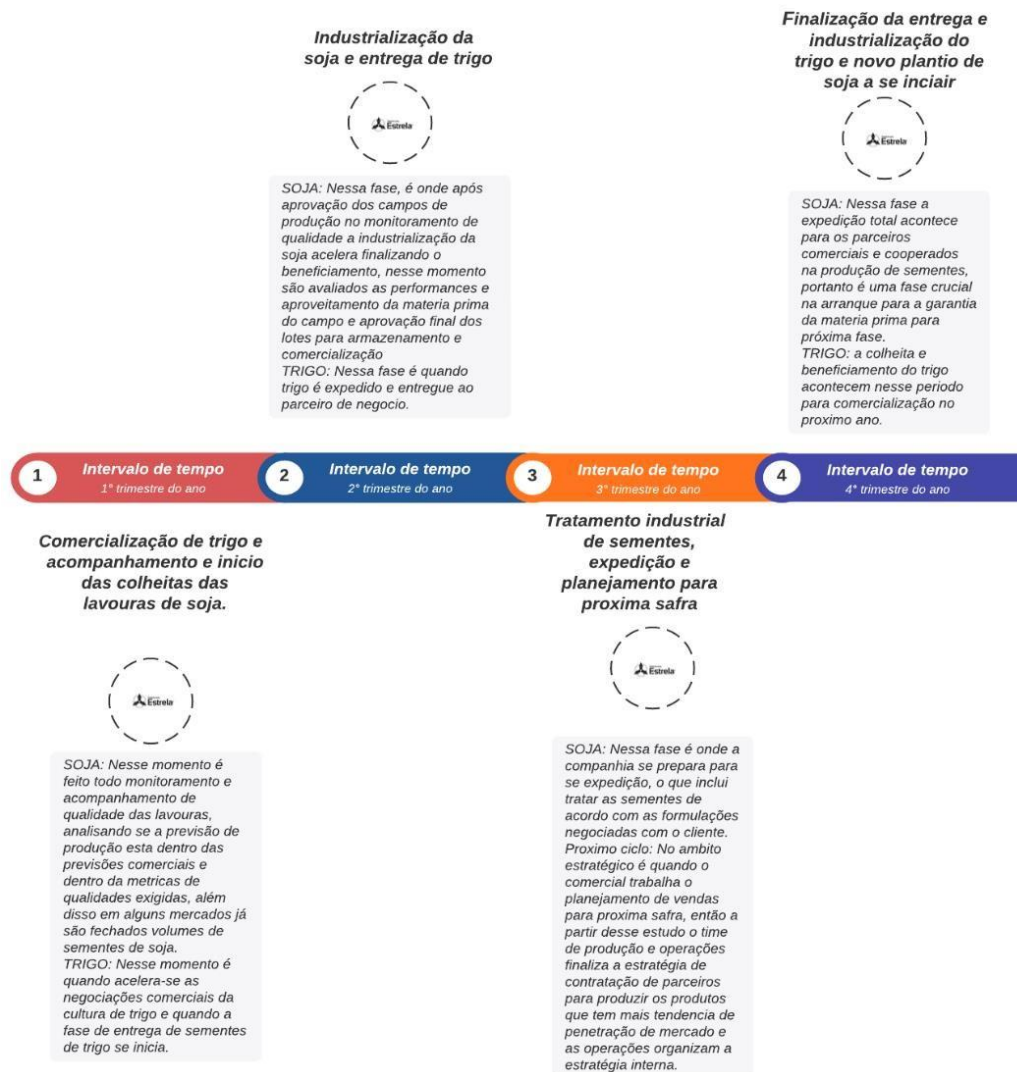 Industrialização da
soja e entrega de trigo
Estrela
SOJA: Nessa fase, é onde após
aprovação dos campos de
produção no monitoramento de
qualidade a industrialização da
soja acelera finalizando o
beneficiamento, nesse momento
são avaliados as performances e
aproveitamento da materia prima
do campo e aprovação final dos
lotes para armazenamento e
comercialização
TRIGO: Nessa fase é quando
trigo é expedido e entregue ao
parceiro de negocio.
Finalização da entrega e
industrialização do
trigo e novo plantio de
soja a se inciair
Estrela
SOJA: Nessa fase a
expedição total acontece
para os parceiros
comerciais e cooperados
na produção de sementes,
portanto é uma fase crucial
na arranque para a garantia
da materia prima para
próxima fase.
TRIGO: a colheita e
beneficiamento do trigo
acontecem nesse periodo
para comercialização no
proximo ano.
1
Intervalo de tempo
1° trimestre do ano
2
Intervalo de tempo
2° trimestre do ano
3
Intervalo de tempo
3° trimestre do ano
4
Intervalo de tempo
4° trimestre do ano
Comercialização de trigo e
acompanhamento e inicio
das colheitas das
lavouras de soja.
Estrela
SOJA: Nesse momento é
feito todo monitoramento e
acompanhamento de
qualidade das lavouras,
analisando se a previsão de
produção esta dentro das
previsões comerciais e
dentro da metricas de
qualidades exigidas, além
disso em alguns mercados já
são fechados volumes de
sementes de soja.
TRIGO: Nesse momento é
quando acelera-se as
negociações comerciais da
cultura de trigo e quando a
fase de entrega de sementes
de trigo se inicia.
Tratamento industrial
de sementes,
expedição e
planejamento para
proxima safra
Estrela
SOJA: Nessa fase é onde a
companhia se prepara para
se expedição, o que inclui
tratar as sementes de
acordo com as formulações
negociadas com o cliente.
Proximo ciclo: No ambito
estratégico é quando o
comercial trabalha o
planejamento de vendas
para proxima safra, então a
partir desse estudo o time
de produção e operações
finaliza a estratégia de
contratação de parceiros
para produzir os produtos
que tem mais tendencia de
penetração de mercado e
as operações organizam a
estratégia interna.